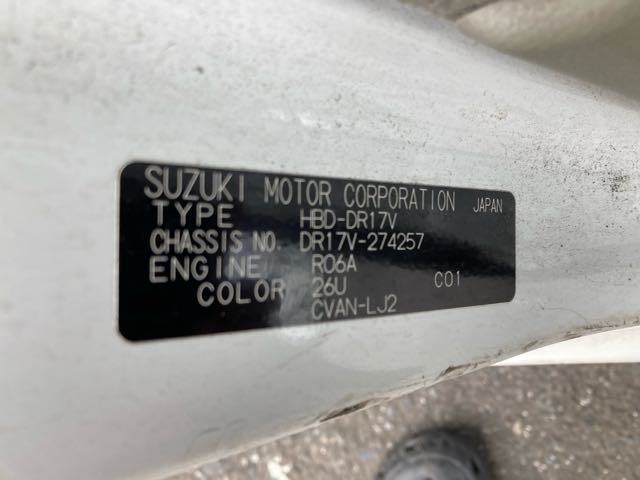 SUZUKI MOTOR CORPORATION JAPAN
TYPE HBD-DR17V
CHASSIS NO. DR17V-274257
ENGINE R06A
COLOR 26U C01
CVAN-LJ2